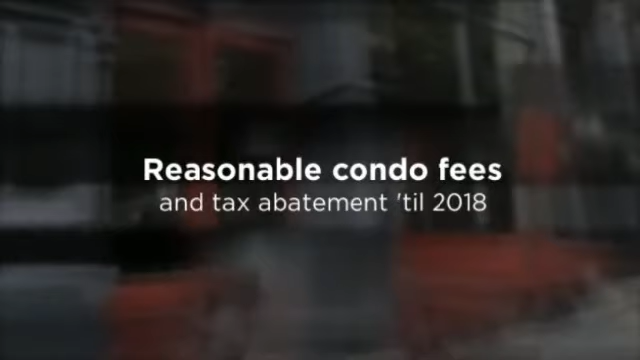 Reasonable condo fees
and tax abatement 'til 2018